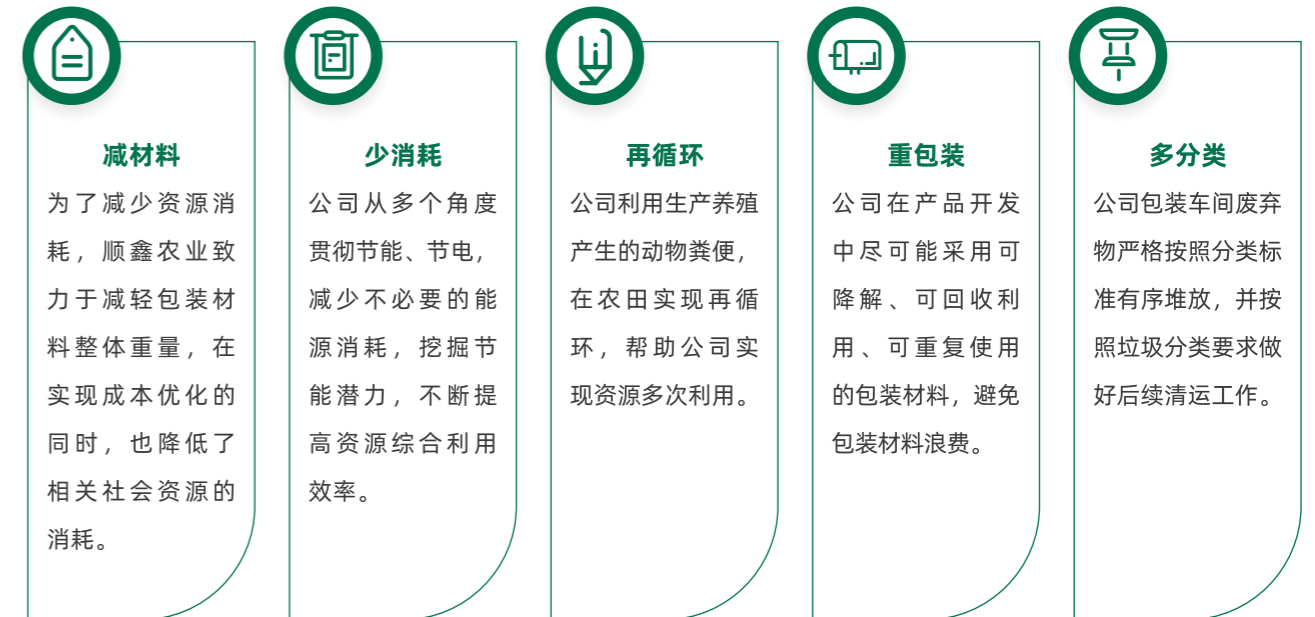 减材料
为了减少资源消
耗，顺鑫农业致
力于减轻包装材
料整体重量，在
实现成本优化的
同时，也降低了
相关社会资源的
消耗。
少消耗
公司从多个角度
贯彻节能、节电，
减少不必要的能
源消耗，挖掘节
能潜力，不断提
高资源综合利用
效率。
再循环
公司利用生产养殖
产生的动物粪便，
在农田实现再循
环，帮助公司实
现资源多次利用。
重包装
公司在产品开发
中尽可能采用可
降解、可回收利
用、可重复使用
的包装材料，避免
包装材料浪费。
多分类
公司包装车间废弃
物严格按照分类标
准有序堆放，并按
照垃圾分类要求做
好后续清运工作。